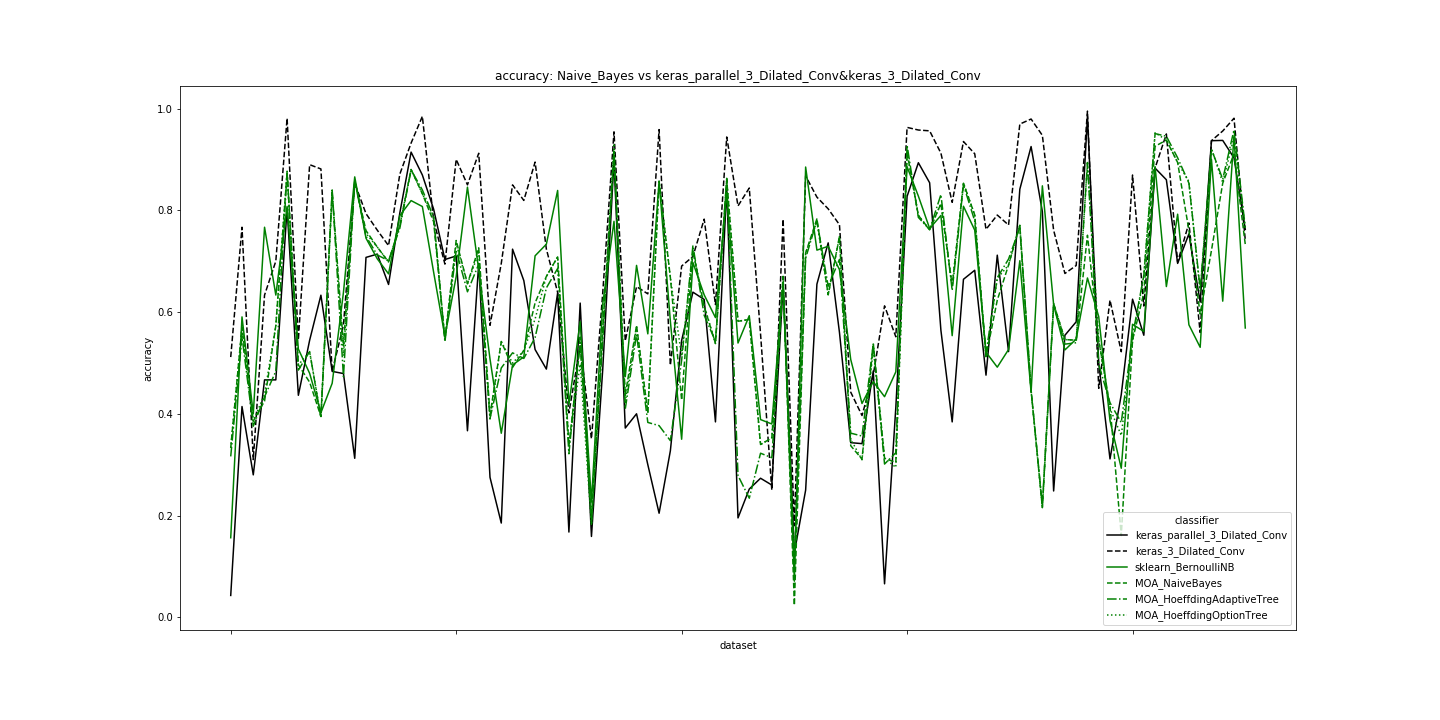 accuracy: Naive_Bayes vs keras_parallel_3_Dilated_Conv&keras_3_Dilated_Conv
1.0
0.8
0.6
0.4
0.2
0.0
accuracy
dataset
classifier
keras_parallel_3_Dilated_Conv
keras_3_Dilated_Conv
sklearn_BernoulliNB
MOA_NaiveBayes
MOA_HoeffdingAdaptiveTree
MOA_HoeffdingOptionTree